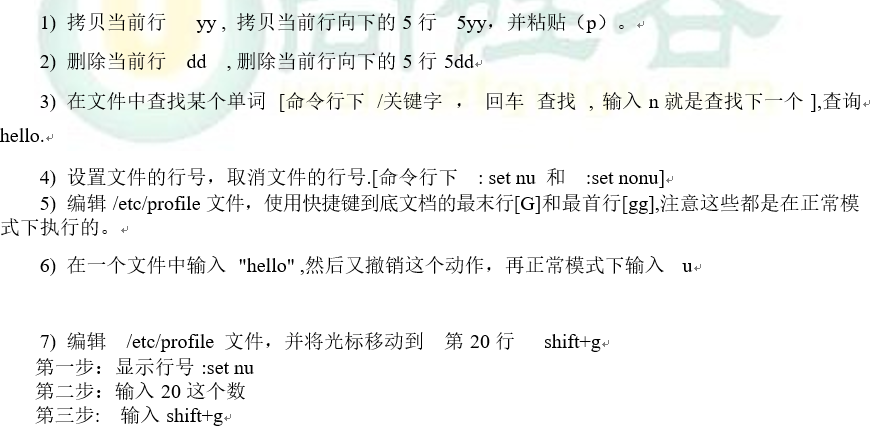 1) 拷贝当前行 yy , 拷贝当前行向下的 5 行 5yy，并粘贴（p）。
2) 删除当前行 dd , 删除当前行向下的 5 行 5dd
3) 在文件中查找某个单词 [命令行下 /关键字 ， 回车 查找 , 输入 n 就是查找下一个 ],查询
hello.
4) 设置文件的行号，取消文件的行号.[命令行下 : set nu 和 :set nonu]
5) 编辑 /etc/profile 文件，使用快捷键到底文档的最末行[G]和最首行[gg],注意这些都是在正常模
式下执行的。
6) 在一个文件中输入 "hello" ,然后又撤销这个动作，再正常模式下输入 u
7) 编辑 /etc/profile 文件，并将光标移动到 第 20 行 shift+g
第一步：显示行号 :set nu
第二步：输入 20 这个数
第三步: 输入 shift+g